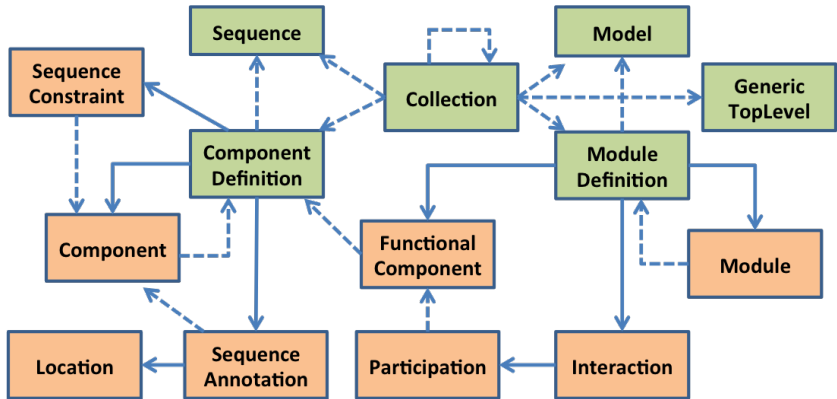 Sequence
Model
Sequence
Constraint
Collection
Generic
TopLevel
Component
Definition
Module
Definition
Component
Functional
Component
Module
Location
Sequence
Annotation
Participation
Interaction